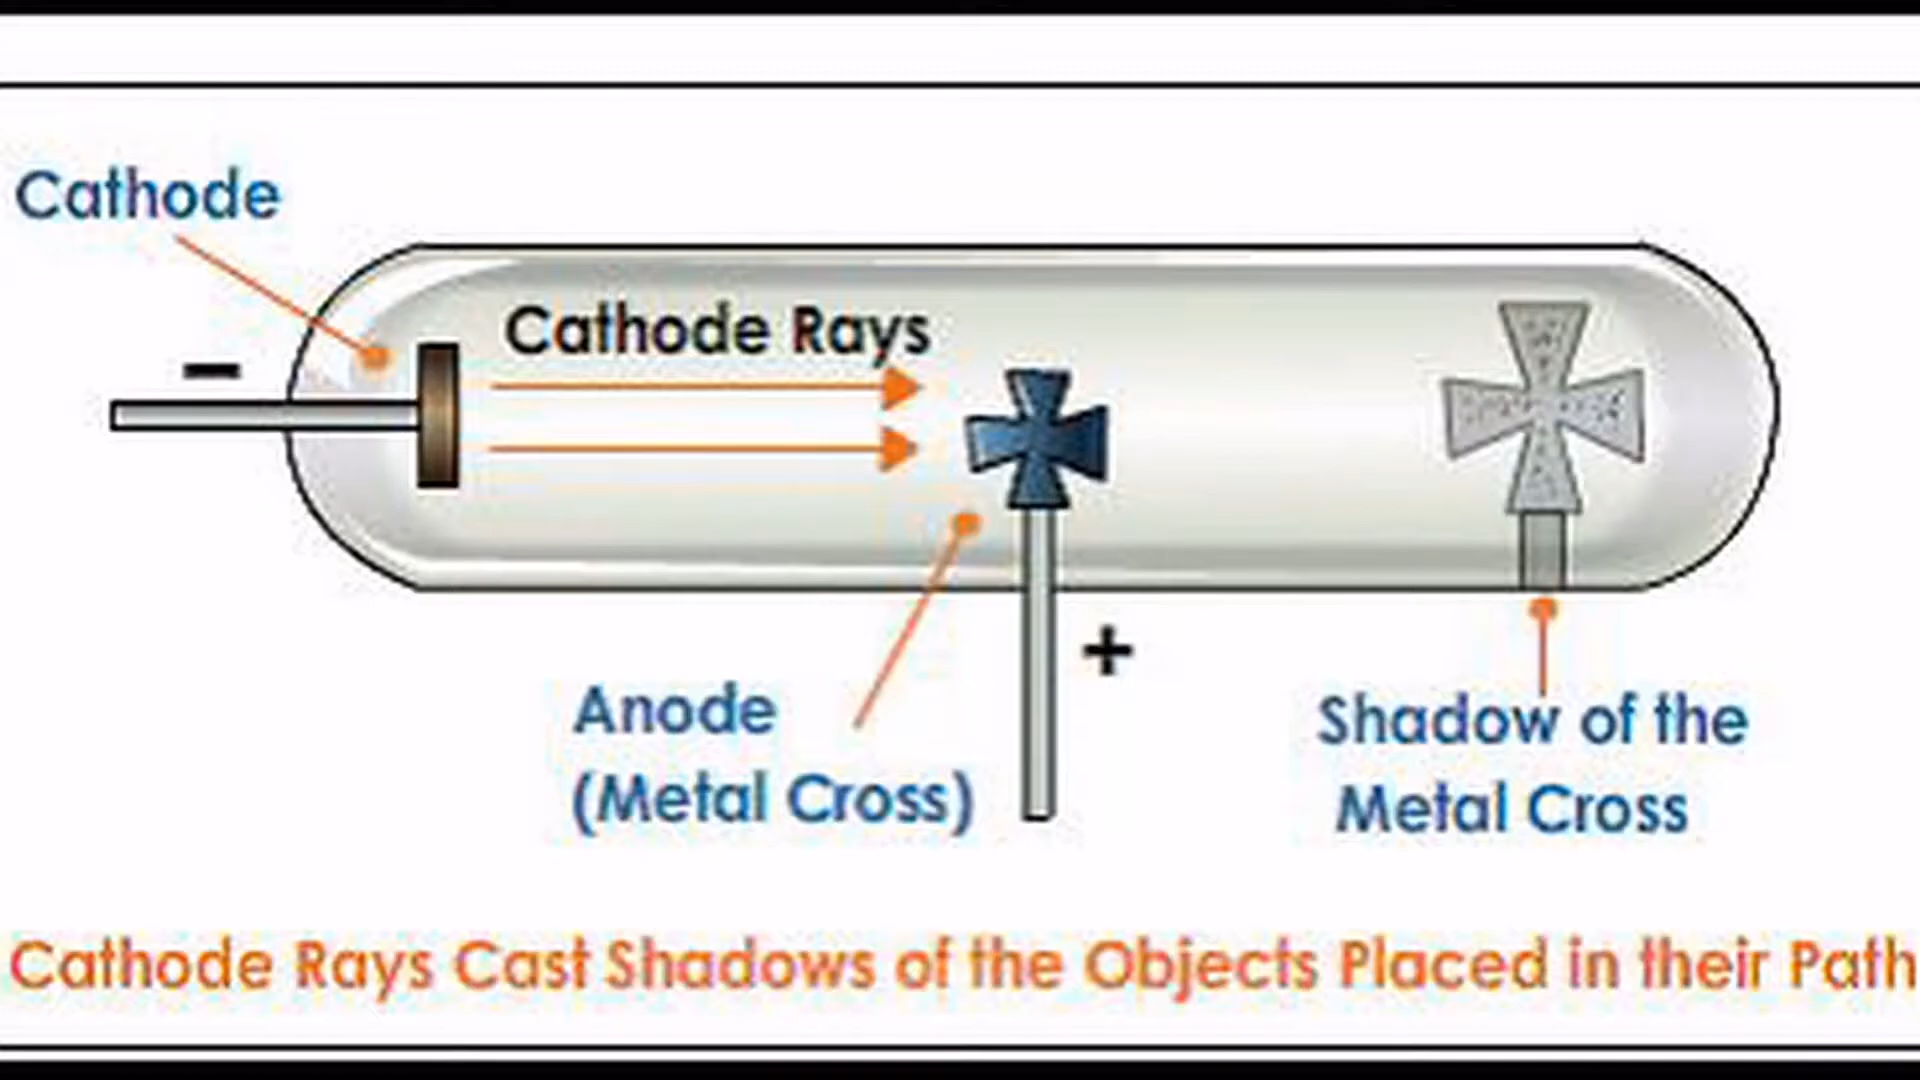 Cathode
−
Cathode Rays
+
Anode
(Metal Cross)
Shadow of the
Metal Cross
Cathode Rays Cast Shadows of the Objects Placed in their Path